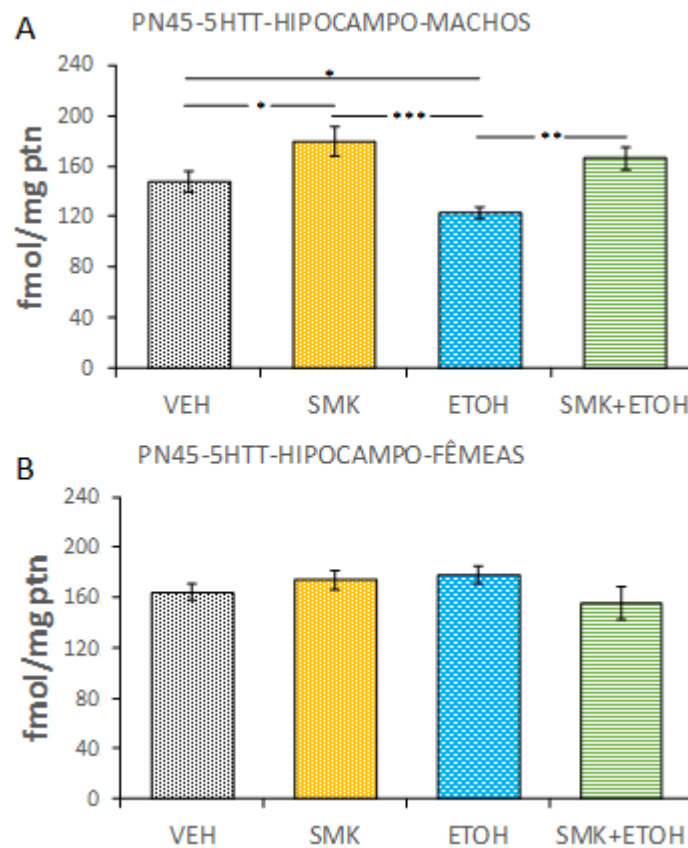 A
PN45-5HTT-HIPOCAMPO-MACHOS
fmol/mg ptn
240
200
160
120
80
40
0
*
*
***
**
VEH SMK ETOH SMK+ETOH
B
PN45-5HTT-HIPOCAMPO-FÊMEAS
fmol/mg ptn
240
200
160
120
80
40
0
VEH SMK ETOH SMK+ETOH